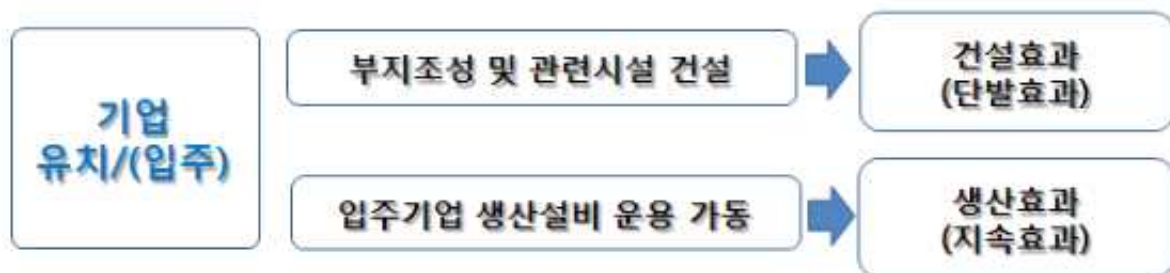 기업
유치/(입주)
부지조성 및 관련시설 건설
건설효과
(단발효과)
입주기업 생산설비 운용 가동
생산효과
(지속효과)